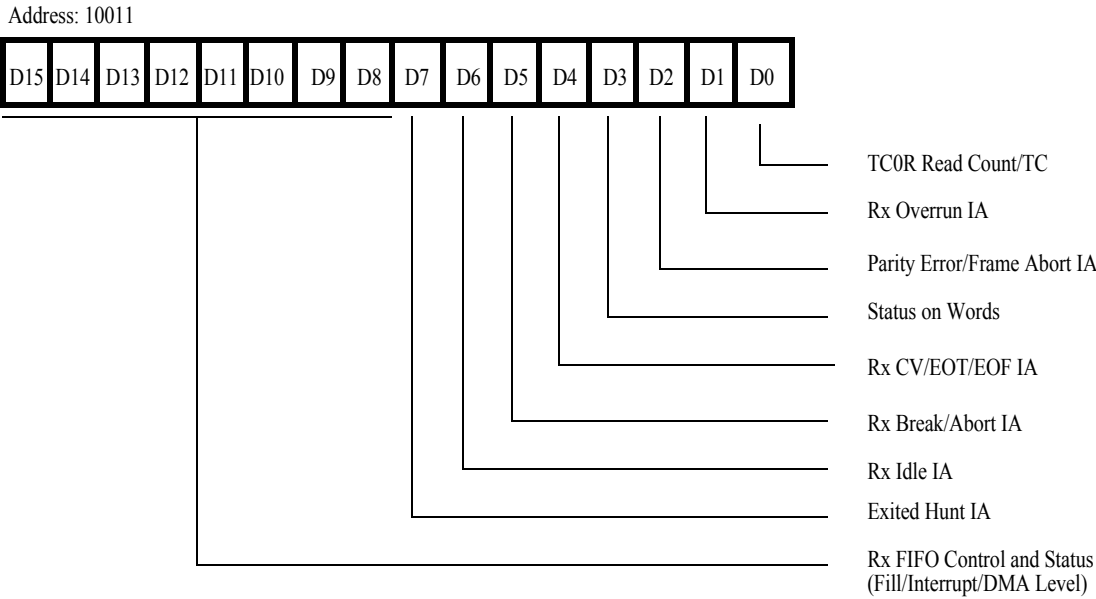 Address: 10011
D15 D14 D13 D12 D11 D10 D9 D8 D7 D6 D5 D4 D3 D2 D1 D0
TC0R Read Count/TC
Rx Overrun IA
Parity Error/Frame Abort IA
Status on Words
Rx CV/EOT/EOF IA
Rx Break/Abort IA
Rx Idle IA
Exited Hunt IA
Rx FIFO Control and Status
(Fill/Interrupt/DMA Level)